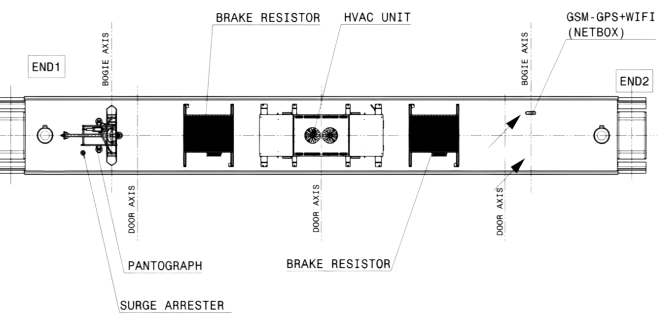 BRAKE RESISTOR
HVAC UNIT
GSM-GPS+WIFI
(NETBOX)
BOGIE AXIS
BOGIE AXIS
END1
END2
DOOR AXIS
DOOR AXIS
DOOR AXIS
PANTOGRAPH
BRAKE RESISTOR
SURGE ARRESTER